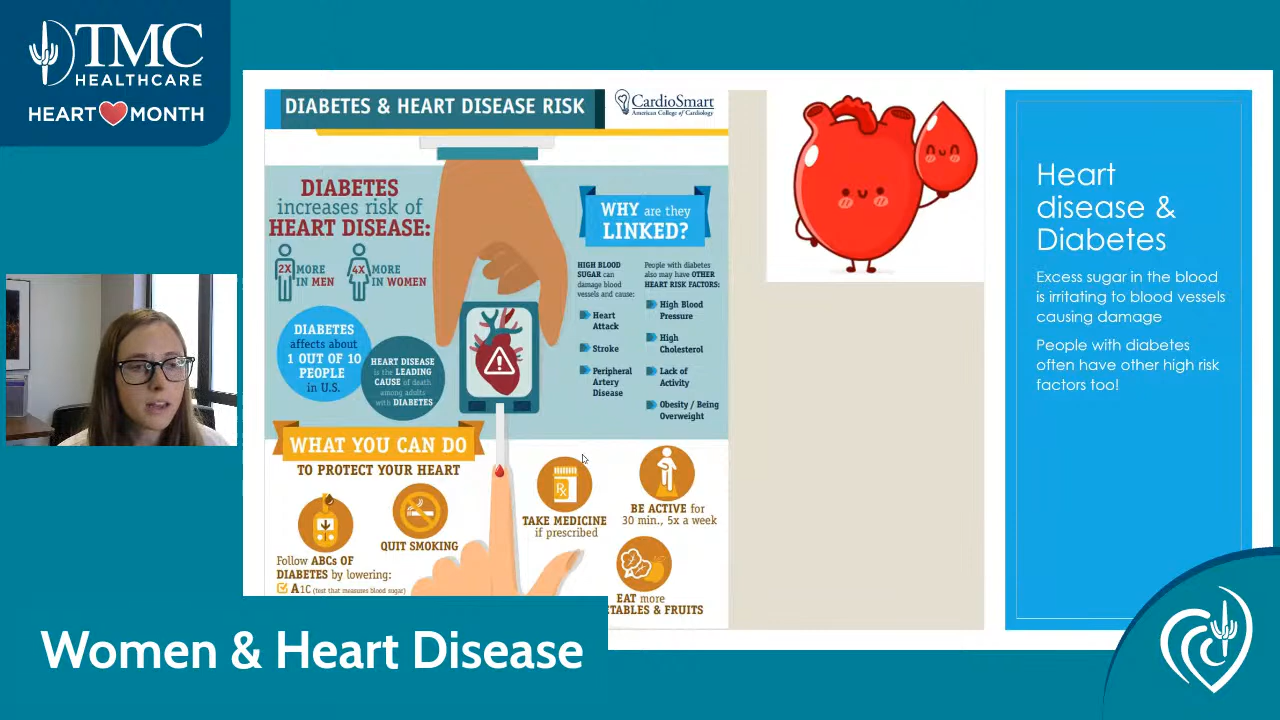 TMC
HEALTHCARE
HEART MONTH
DIABETES & HEART DISEASE RISK
CardioSmart
American College of Cardiology
DIABETES
increases risk of
HEART DISEASE:
2X MORE
IN MEN
4X MORE
IN WOMEN
DIABETES
affects about
1 OUT OF 10
PEOPLE
in U.S.
HEART DISEASE
is the LEADING
CAUSE of death
among adults
with DIABETES
WHY are they
LINKED?
HIGH BLOOD
SUGAR can
damage blood
vessels and cause:
Heart
Attack
Stroke
Peripheral
Artery
Disease
People with diabetes
also may have OTHER
HEART RISK FACTORS:
High Blood
Pressure
High
Cholesterol
Lack of
Activity
Obesity / Being
Overweight
WHAT YOU CAN DO
TO PROTECT YOUR HEART
Follow ABCs OF
DIABETES by lowering:
A1C (test that measures blood sugar)
QUIT SMOKING
Rx
TAKE MEDICINE
if prescribed
BE ACTIVE for
30 min., 5x a week
EAT more
TABLES & FRUITS
Heart
disease &
Diabetes
Excess sugar in the blood
is irritating to blood vessels
causing damage
People with diabetes
often have other high risk
factors too!
Women & Heart Disease